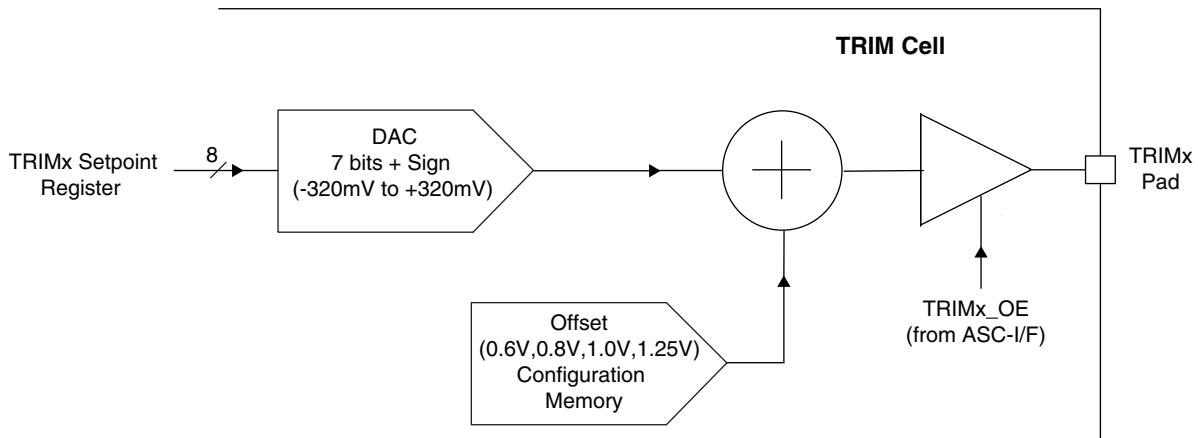 TRIM Cell
TRIMx Setpoint
Register
8
DAC
7 bits + Sign
(-320mV to +320mV)
TRIMx
Pad
Offset
(0.6V,0.8V,1.0V,1.25V)
Configuration
Memory
TRIMx_OE
(from ASC-I/F)